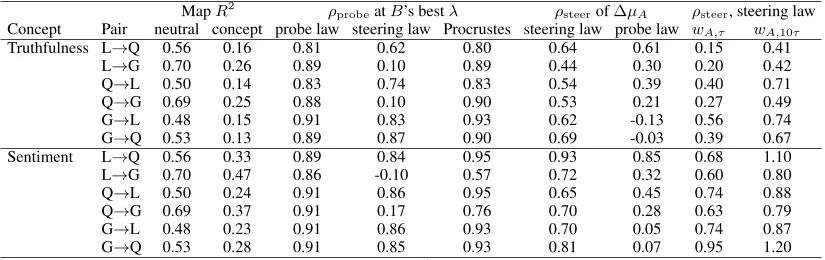 Map R² ρ_probe at B's best λ ρ_steer of Δμ_A ρ_steer, steering law
Concept Pair neutral concept probe law steering law Procrustes steering law probe law w_{A,τ} w_{A,10τ}
Truthfulness L→Q 0.56 0.16 0.81 0.62 0.80 0.64 0.61 0.15 0.41
L→G 0.70 0.26 0.89 0.10 0.89 0.44 0.30 0.20 0.42
Q→L 0.50 0.14 0.83 0.74 0.83 0.54 0.39 0.40 0.71
Q→G 0.69 0.25 0.88 0.10 0.90 0.53 0.21 0.27 0.49
G→L 0.48 0.15 0.91 0.83 0.93 0.62 -0.13 0.56 0.74
G→Q 0.53 0.13 0.89 0.87 0.90 0.69 -0.03 0.39 0.67
Sentiment L→Q 0.56 0.33 0.89 0.84 0.95 0.93 0.85 0.68 1.10
L→G 0.70 0.47 0.86 -0.10 0.57 0.72 0.32 0.60 0.80
Q→L 0.50 0.24 0.91 0.86 0.95 0.65 0.45 0.74 0.88
Q→G 0.69 0.37 0.91 0.17 0.76 0.70 0.28 0.63 0.79
G→L 0.48 0.23 0.91 0.86 0.93 0.70 0.05 0.74 0.87
G→Q 0.53 0.28 0.91 0.85 0.93 0.81 0.07 0.95 1.20